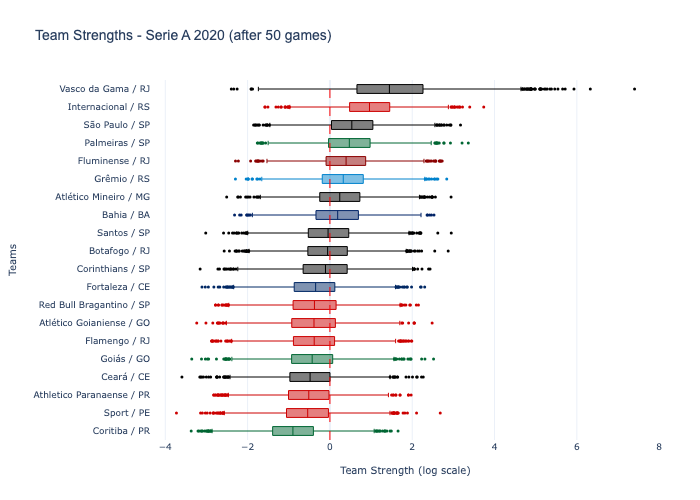 Team Strengths - Serie A 2020 (after 50 games)
Vasco da Gama / RJ
Internacional / RS
São Paulo / SP
Palmeiras / SP
Fluminense / RJ
Grêmio / RS
Atlético Mineiro / MG
Bahia / BA
Santos / SP
Botafogo / RJ
Corinthians / SP
Fortaleza / CE
Red Bull Bragantino / SP
Atlético Goianiense / GO
Flamengo / RJ
Goiás / GO
Ceará / CE
Athletico Paranaense / PR
Sport / PE
Coritiba / PR
Teams
−4 −2 0 2 4 6 8
Team Strength (log scale)